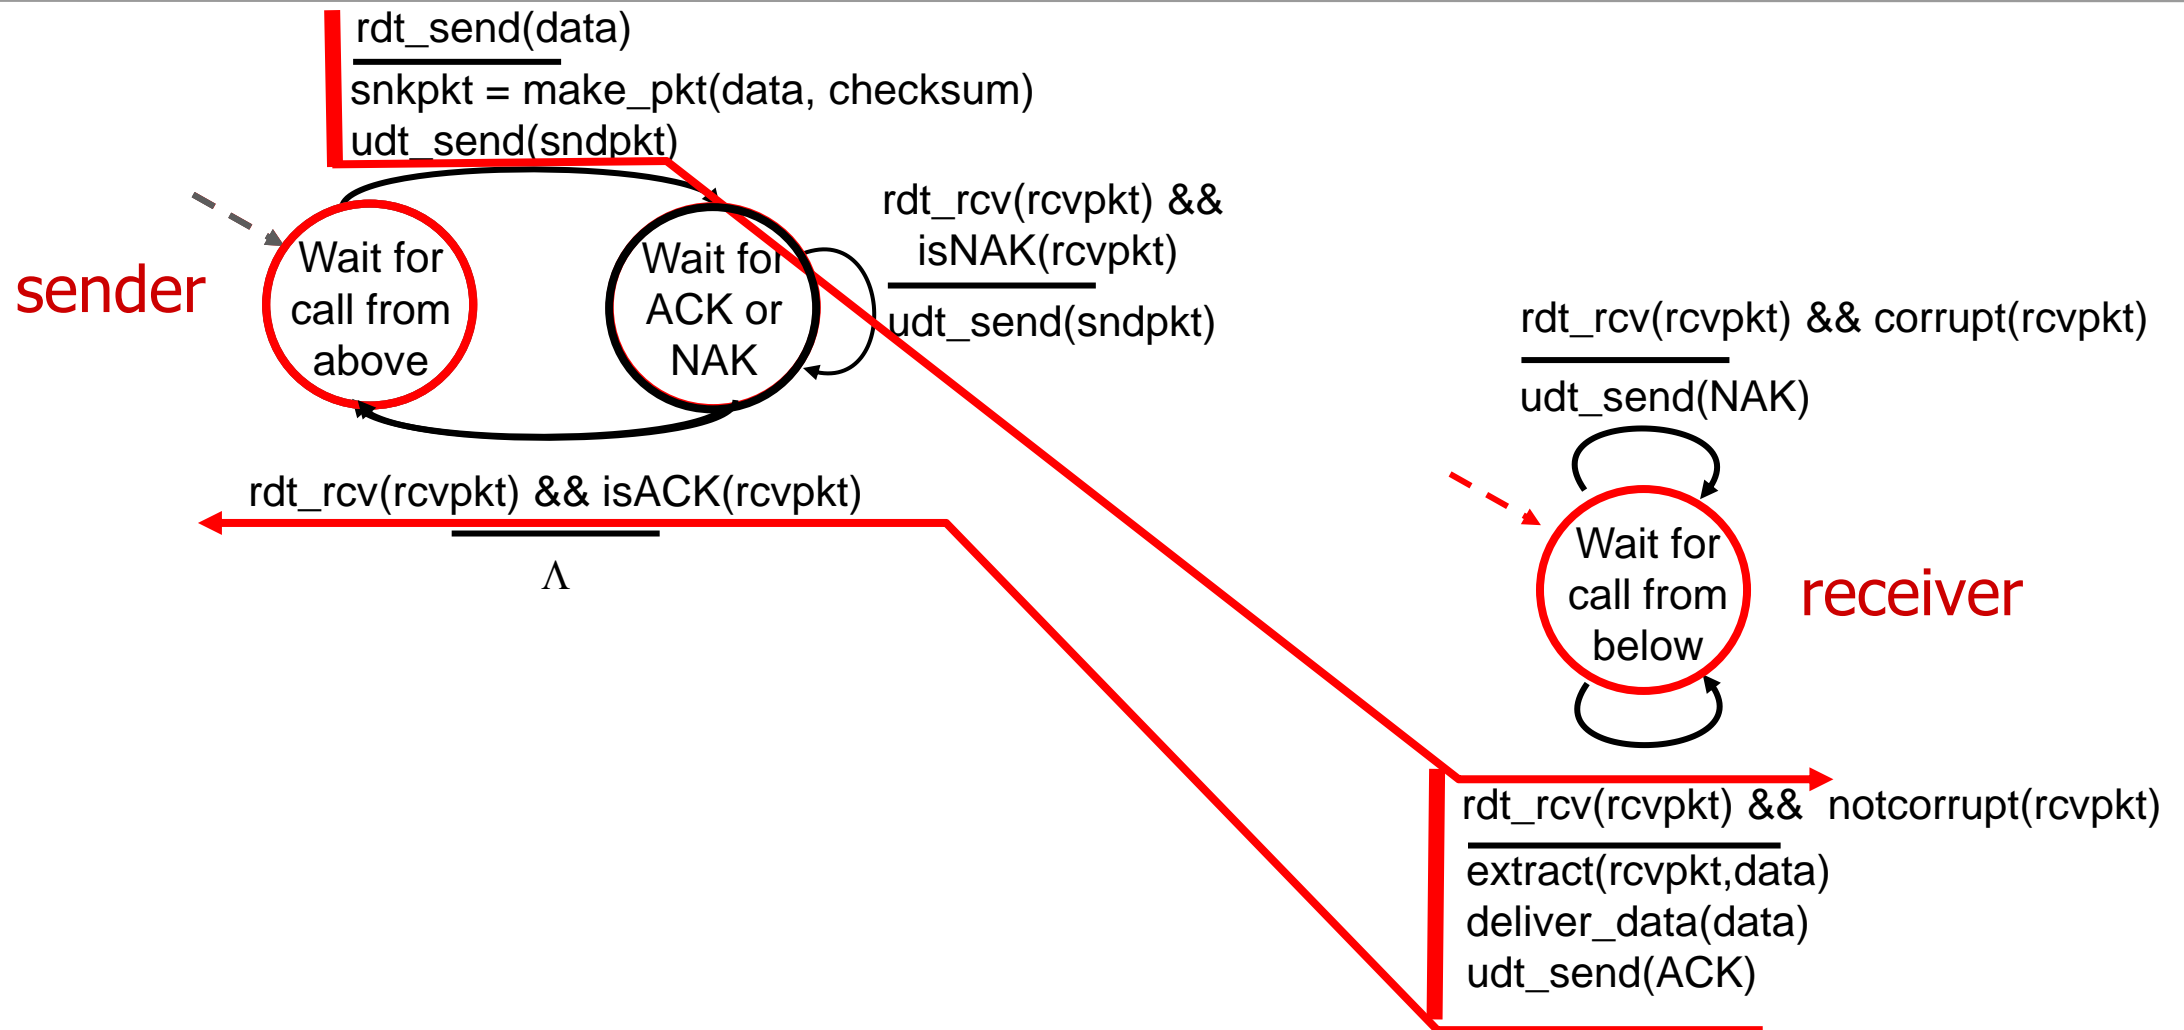 rdt_send(data)
snkpkt = make_pkt(data, checksum)
udt_send(sndpkt)
sender
Wait for
call from
above
Wait for
ACK or
NAK
rdt_rcv(rcvpkt) &&
isNAK(rcvpkt)
udt_send(sndpkt)
rdt_rcv(rcvpkt) && isACK(rcvpkt)
Λ
rdt_rcv(rcvpkt) && corrupt(rcvpkt)
udt_send(NAK)
Wait for
call from
below
receiver
rdt_rcv(rcvpkt) && notcorrupt(rcvpkt)
extract(rcvpkt,data)
deliver_data(data)
udt_send(ACK)